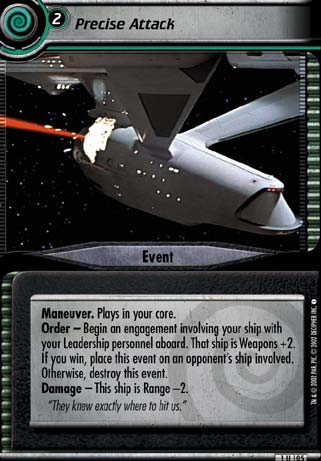 2 Precise Attack
Event
Maneuver. Plays in your core.
Order – Begin an engagement involving your ship with
your Leadership personnel aboard. That ship is Weapons +2.
If you win, place this event on an opponent's ship involved.
Otherwise, destroy this event.
Damage – This ship is Range –2.
"They knew exactly where to hit us."
TM & © 2002 PAR. PIC. © 2002 DECIPHER INC.